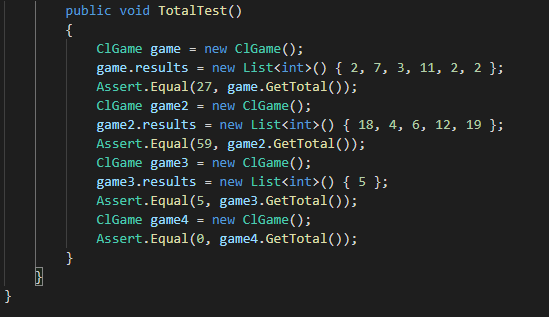 public void TotalTest()
{
ClGame game = new ClGame();
game.results = new List<int>() { 2, 7, 3, 11, 2, 2 };
Assert.Equal(27, game.GetTotal());
ClGame game2 = new ClGame();
game2.results = new List<int>() { 18, 4, 6, 12, 19 };
Assert.Equal(59, game2.GetTotal());
ClGame game3 = new ClGame();
game3.results = new List<int>() { 5 };
Assert.Equal(5, game3.GetTotal());
ClGame game4 = new ClGame();
Assert.Equal(0, game4.GetTotal());
}
}
}